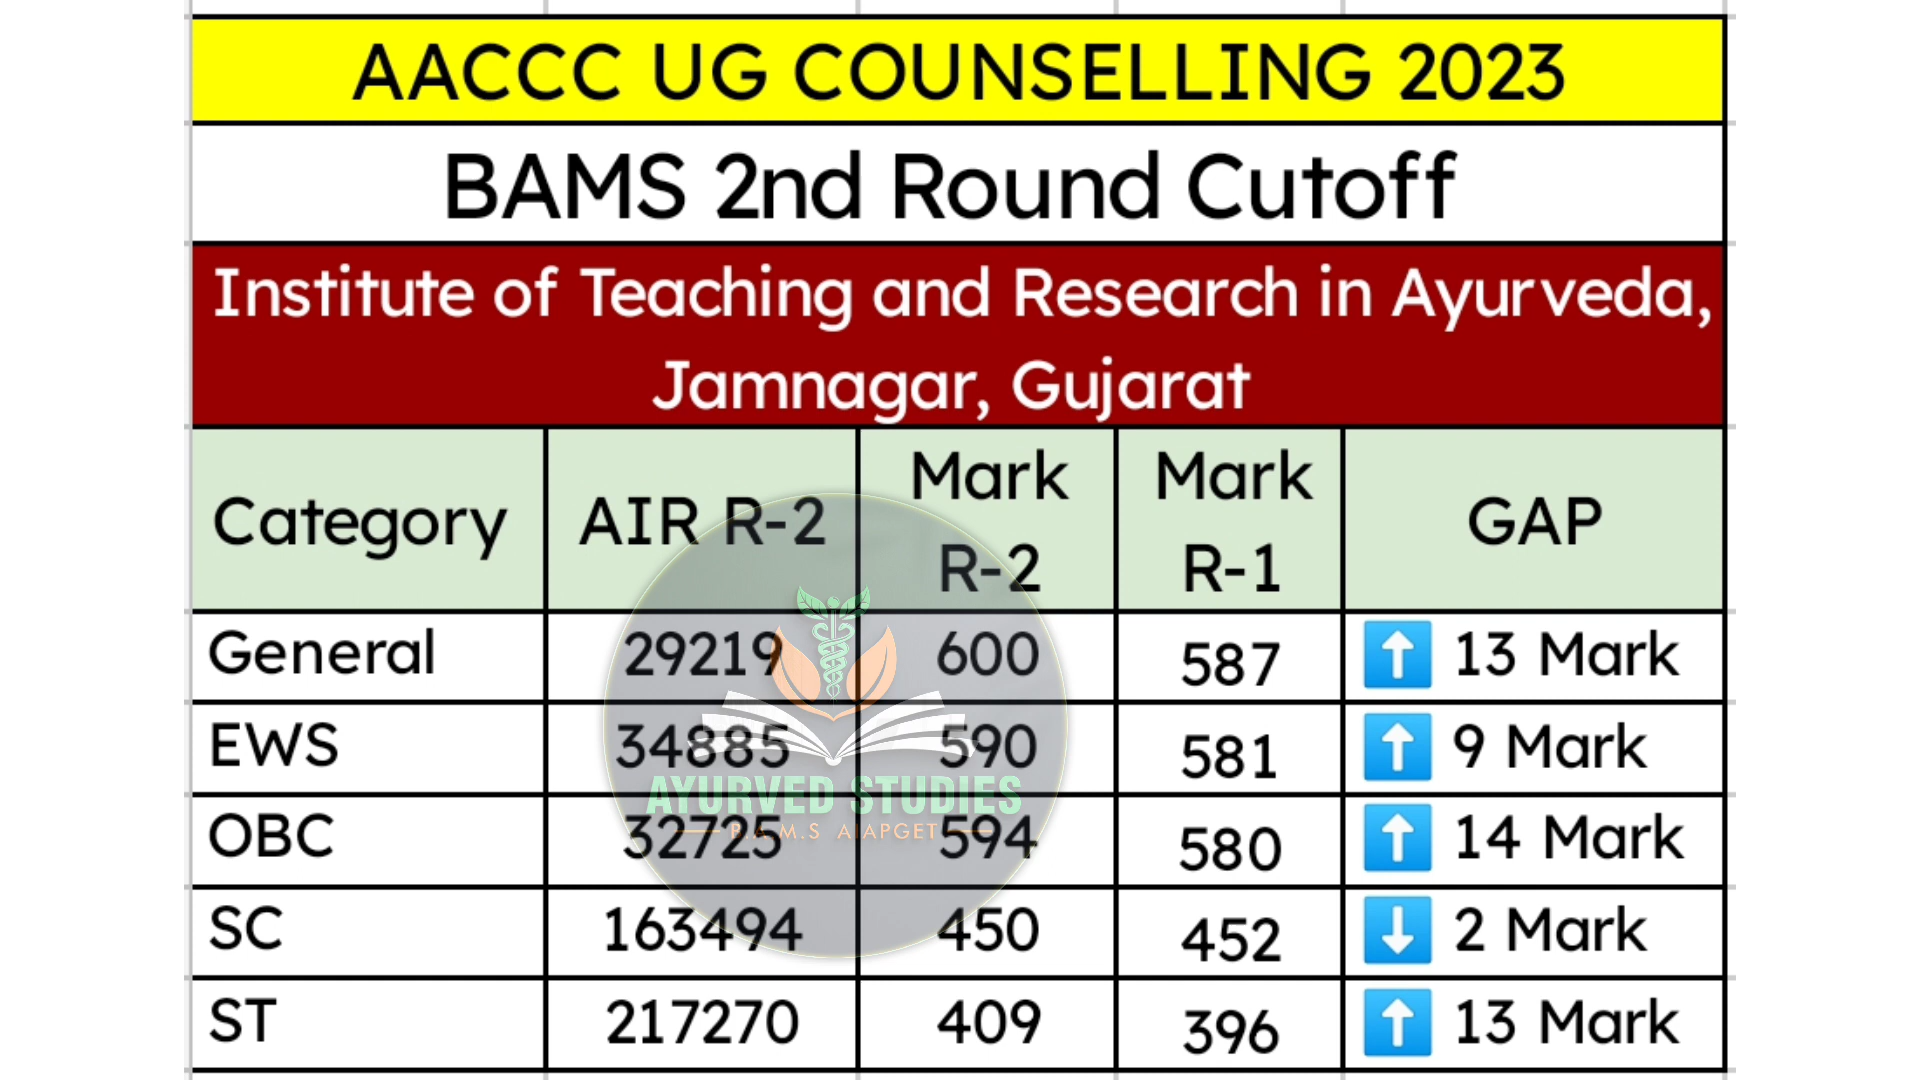 AACCC UG COUNSELLING 2023
BAMS 2nd Round Cutoff
Institute of Teaching and Research in Ayurveda,
Jamnagar, Gujarat
Category AIR R-2 Mark R-2 Mark R-1 GAP
General 29219 600 587 ⬆️ 13 Mark
EWS 34885 590 581 ⬆️ 9 Mark
OBC 32725 594 580 ⬆️ 14 Mark
SC 163494 450 452 ⬇️ 2 Mark
ST 217270 409 396 ⬆️ 13 Mark
AYURVED STUDIES
B.A.M.S AIAPGET